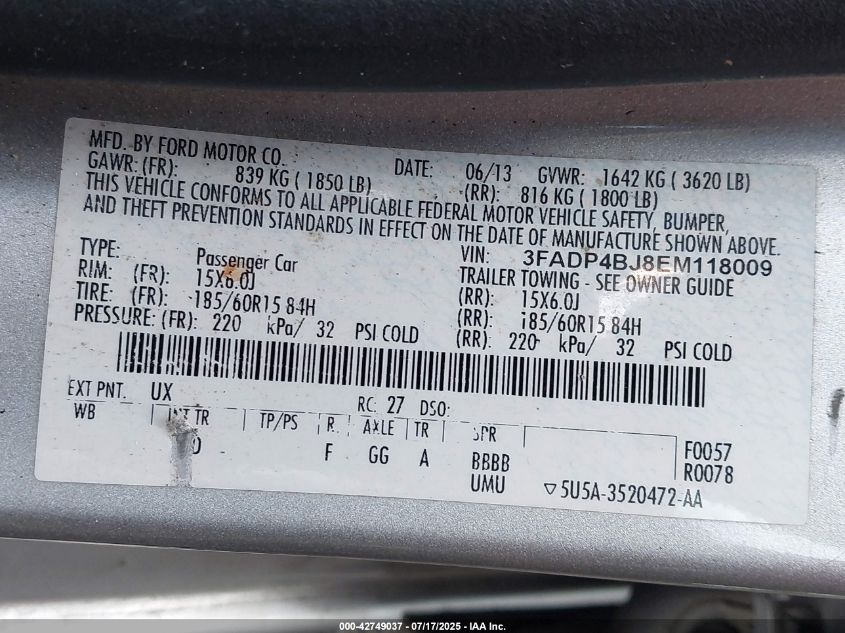 MFD. BY FORD MOTOR CO. DATE: 06/13 GVWR: 1642 KG ( 3620 LB)
GAWR: (FR): 839 KG ( 1850 LB) (RR): 816 KG ( 1800 LB)
THIS VEHICLE CONFORMS TO ALL APPLICABLE FEDERAL MOTOR VEHICLE SAFETY, BUMPER,
AND THEFT PREVENTION STANDARDS IN EFFECT ON THE DATE OF MANUFACTURE SHOWN ABOVE.
VIN: 3FADP4BJ8EM118009
TYPE: Passenger Car TRAILER TOWING - SEE OWNER GUIDE
RIM: (FR): 15X6.0J (RR): 15X6.0J
TIRE: (FR): 185/60R15 84H (RR): 185/60R15 84H
PRESSURE: (FR): 220 kPa/ 32 PSI COLD (RR): 220 kPa/ 32 PSI COLD
EXT PNT. UX RC: 27 DSO:
WB INT TR TP/PS R AXLE TR SPR F0057
F GG A BBBB R0078
UMU 5U5A-3520472-AA
000-42749037 - 07/17/2025 - IAA Inc.